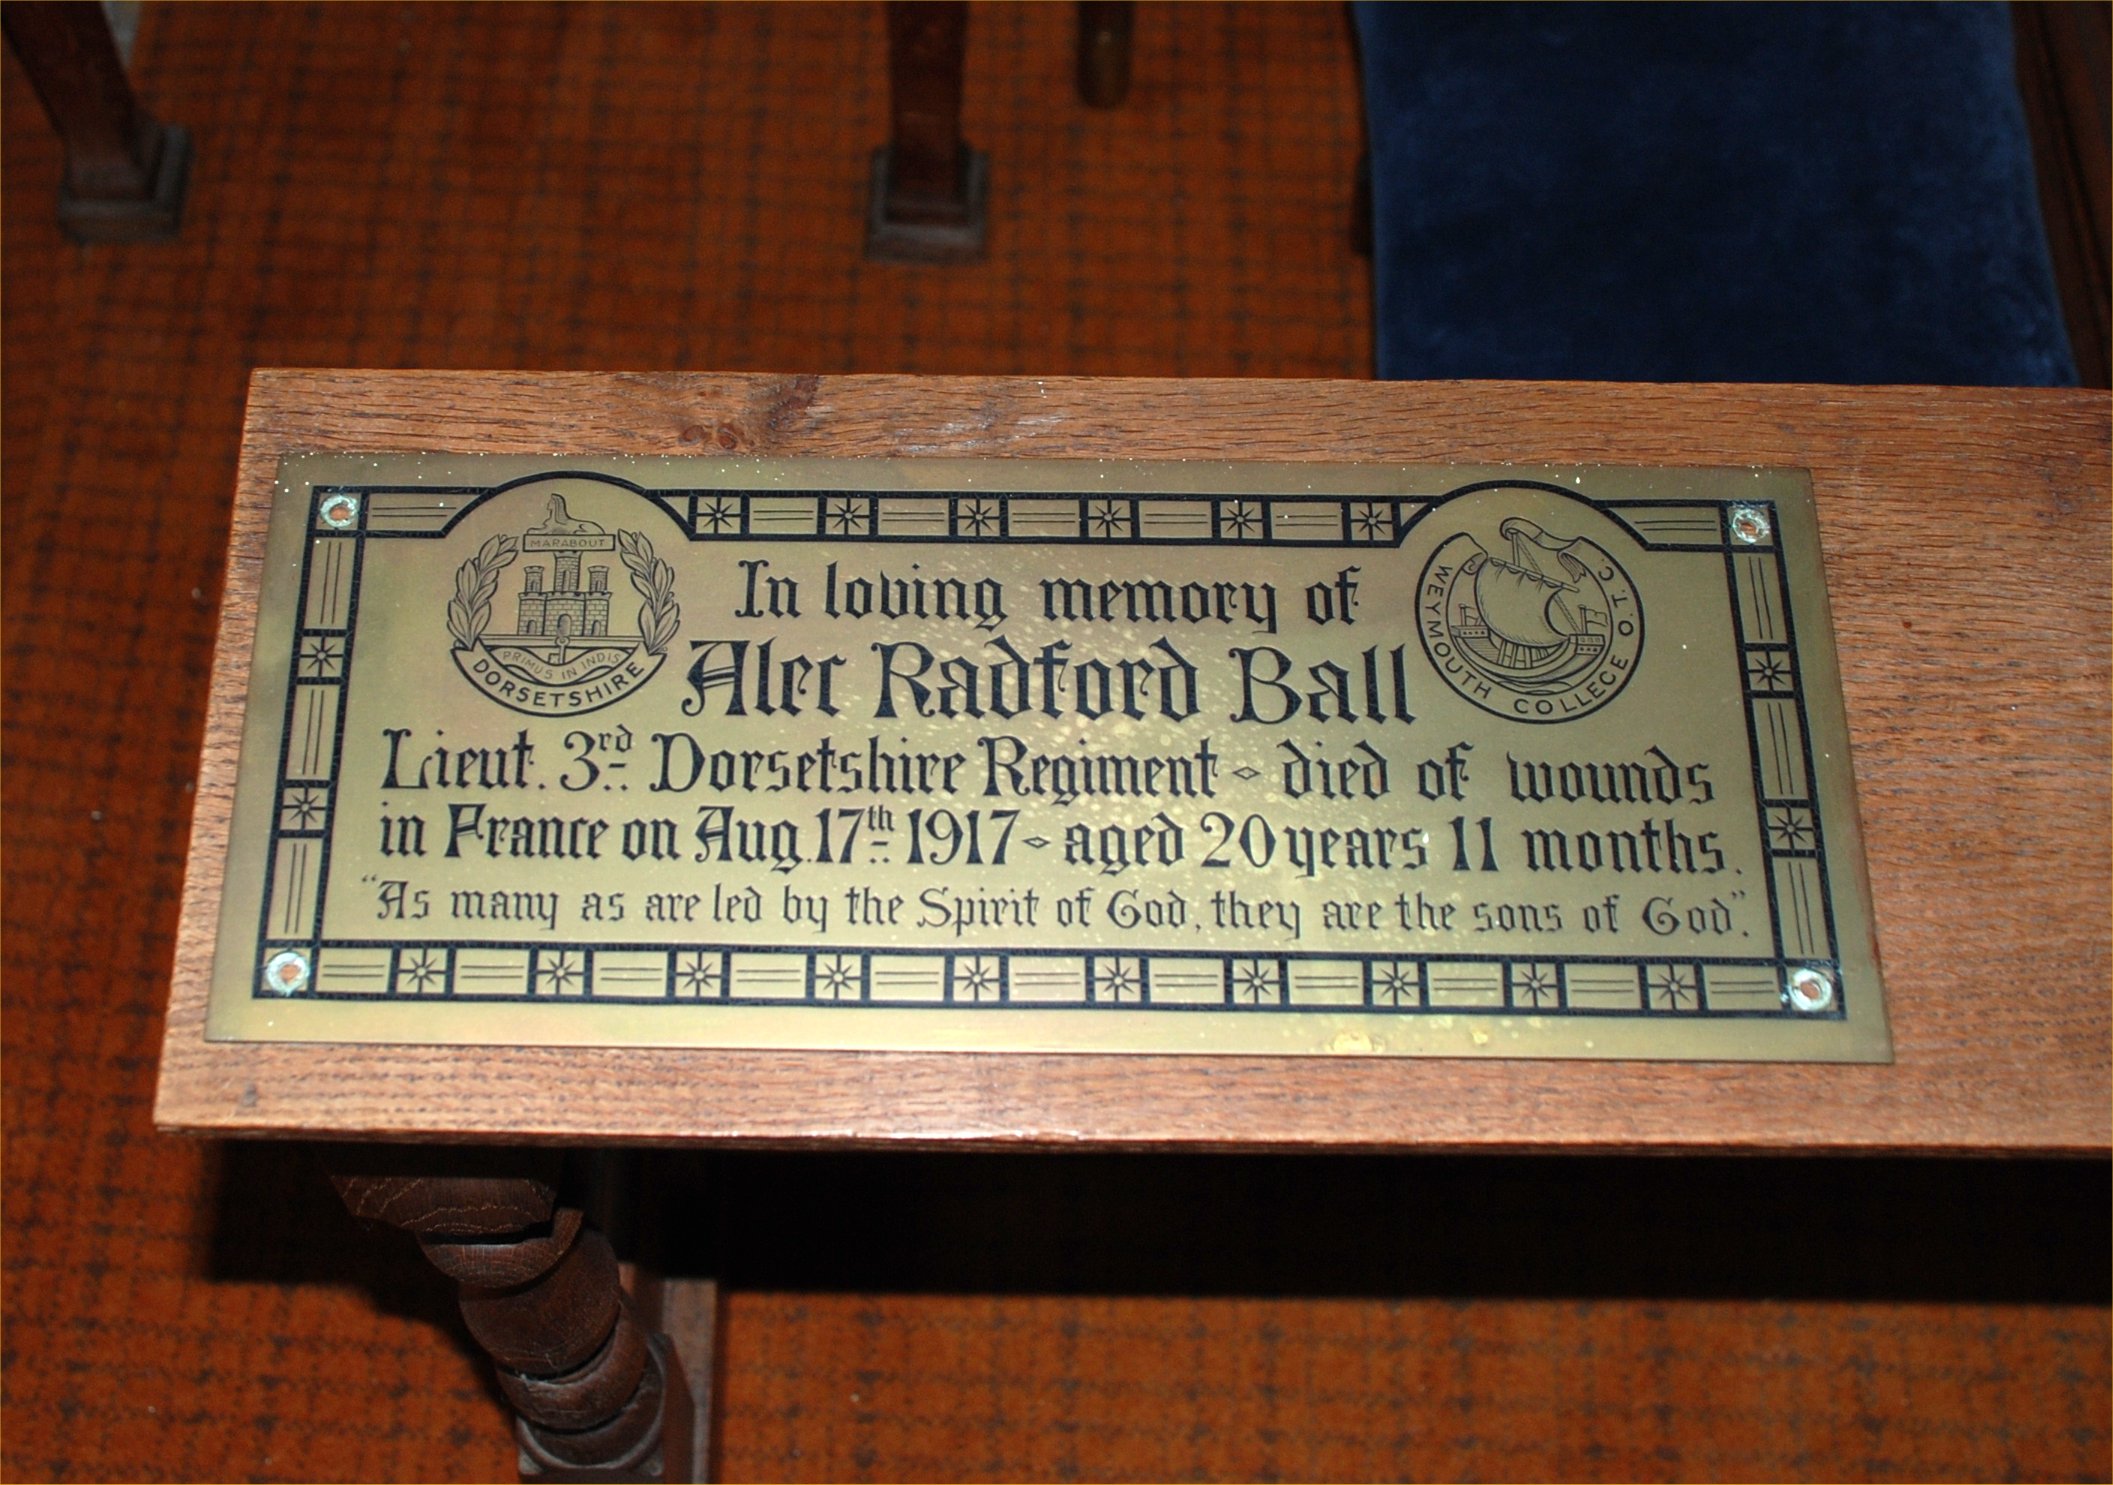 MARABOUT
PRIMUS IN INDIS
DORSETSHIRE
WEYMOUTH COLLEGE O.T.C.
In loving memory of
Alec Radford Ball
Lieut. 3rd Dorsetshire Regiment - died of wounds
in France on Aug. 17th 1917 - aged 20 years 11 months.
"As many as are led by the Spirit of God, they are the sons of God".